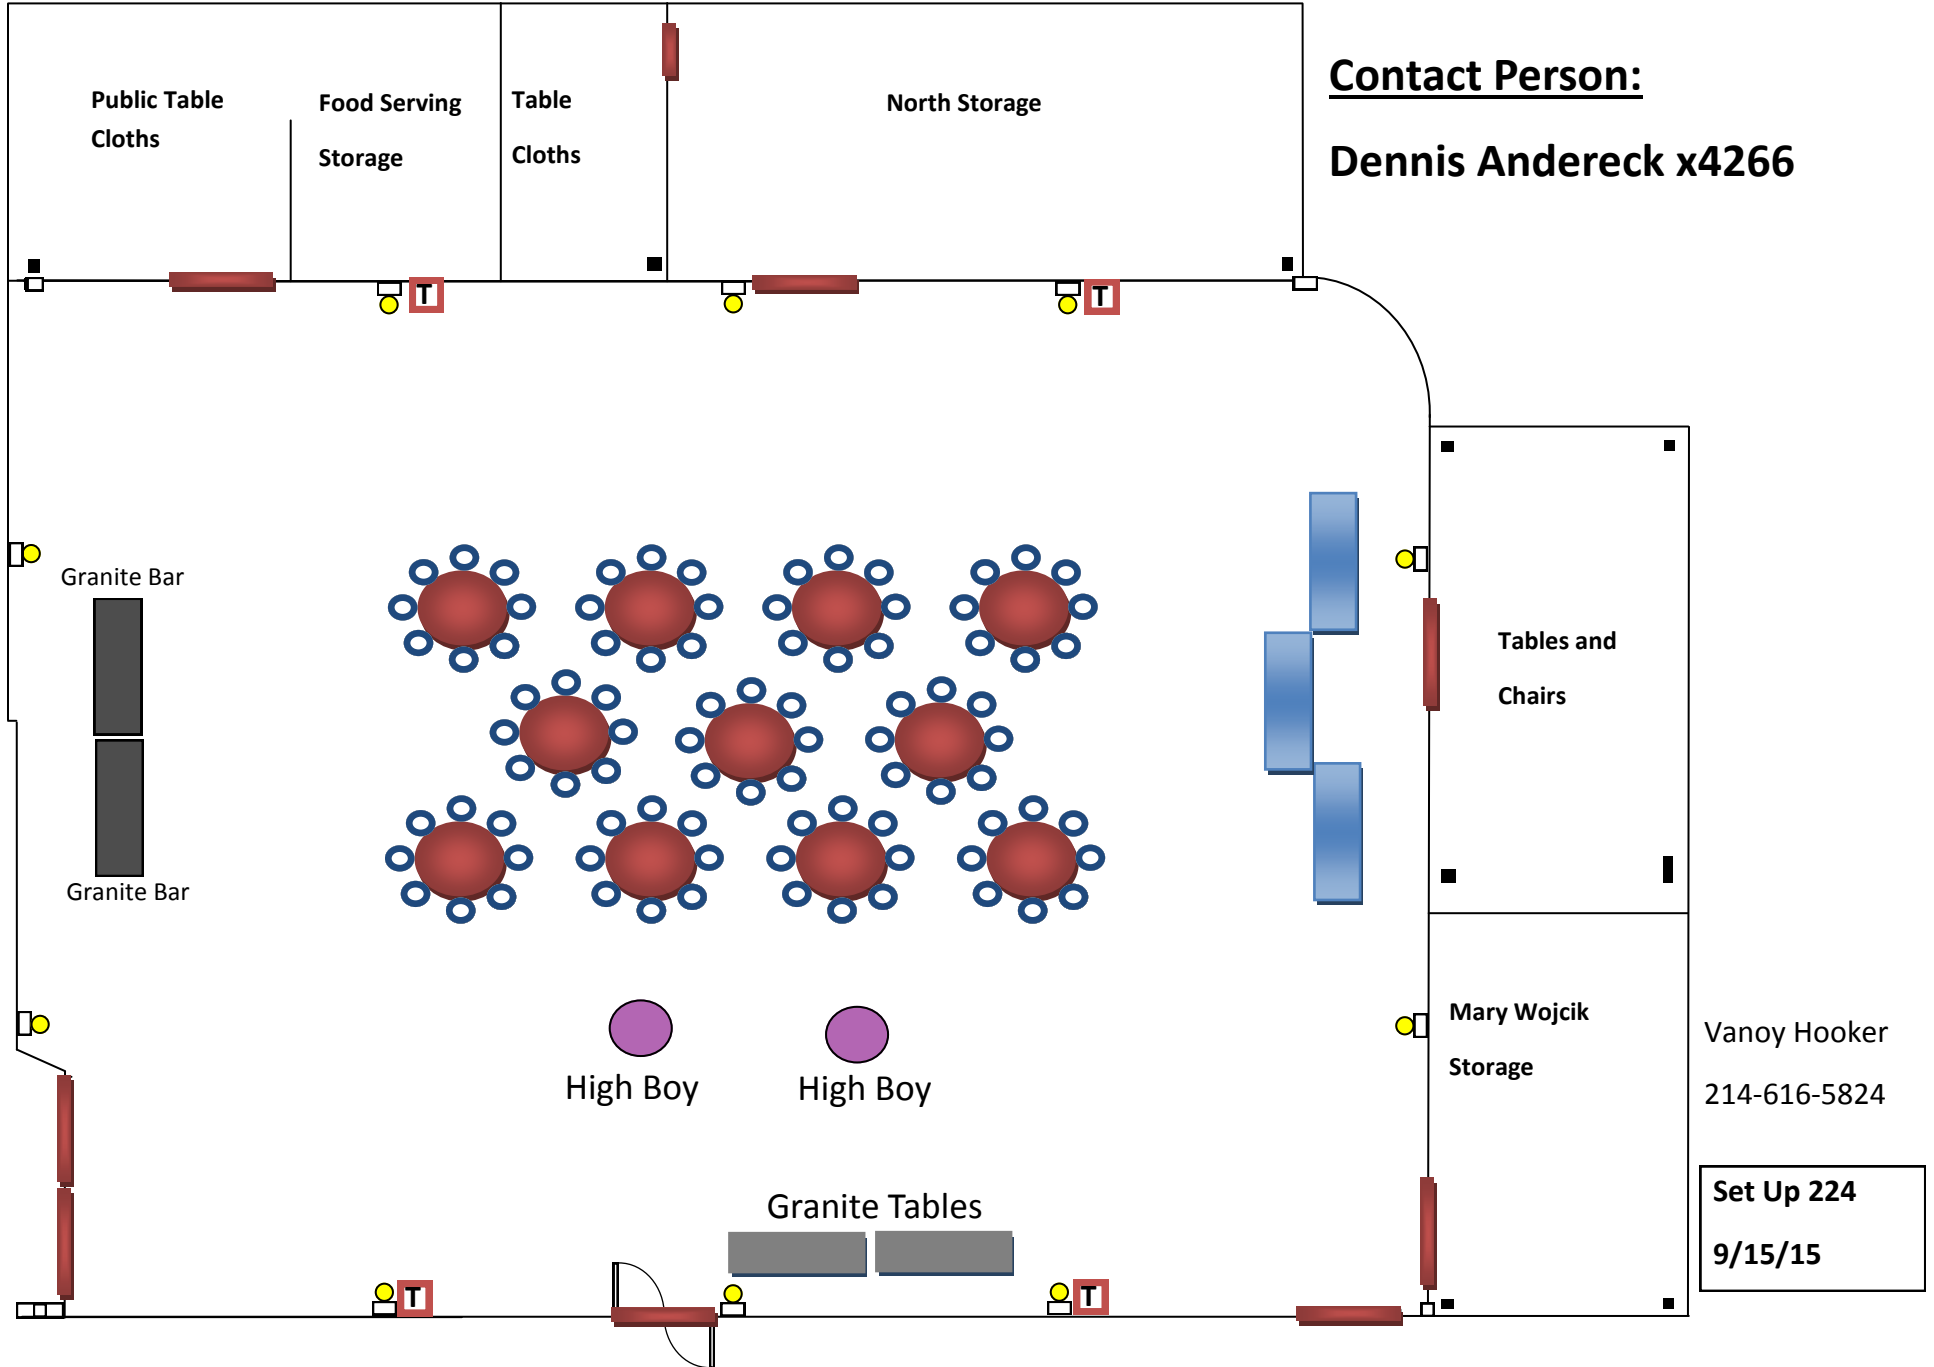 Contact Person:
Dennis Andereck x4266
Public Table
Cloths
Food Serving
Storage
Table
Cloths
North Storage
T
T
Granite Bar
Granite Bar
Tables and
Chairs
Mary Wojcik
Storage
Vanoy Hooker
214-616-5824
High Boy
High Boy
Granite Tables
Set Up 224
9/15/15
T
T